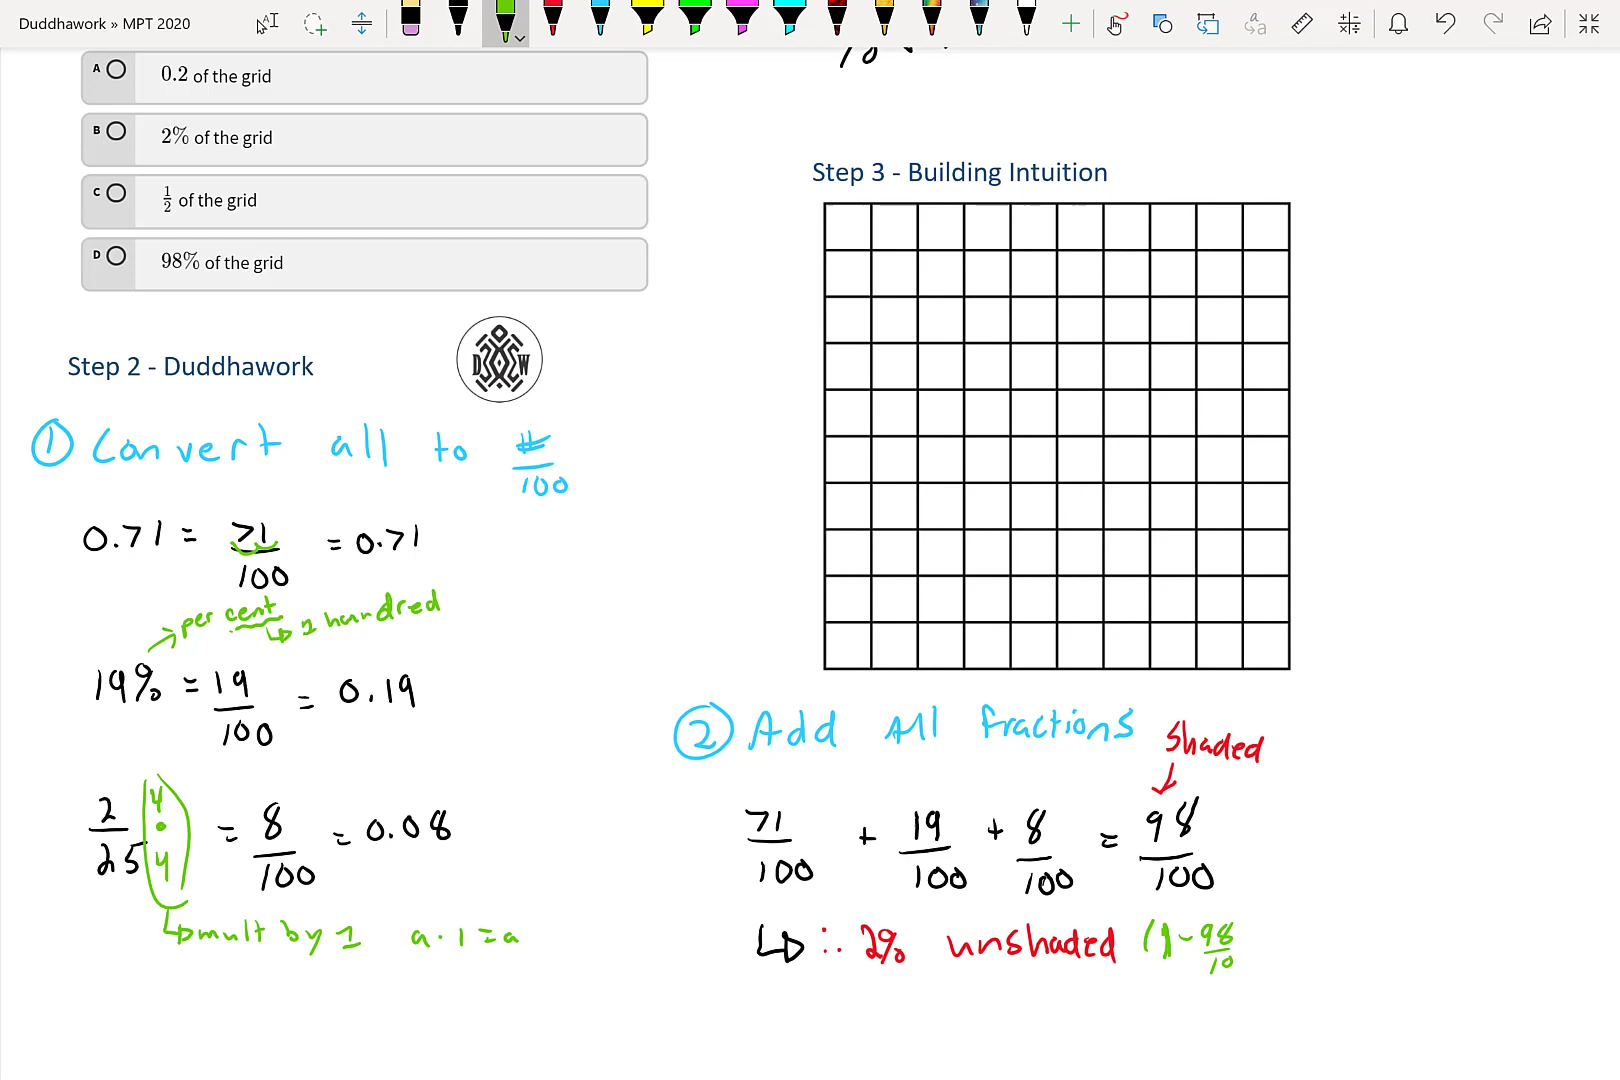 Duddhawork » MPT 2020
A 0.2 of the grid
B 2% of the grid
C 1/2 of the grid
D 98% of the grid
Step 2 - Duddhawork
D W
① Convert all to #/100
0.71 = 71/100 = 0.71
per cent ↳ 1 hundred
19% = 19/100 = 0.19
2/25 · 4/4 = 8/100 = 0.08
↳ mult by 1 a·1=a
Step 3 - Building Intuition
② Add All fractions
shaded
71/100 + 19/100 + 8/100 = 98/100
↳ ∴ 2% unshaded (1-98/10